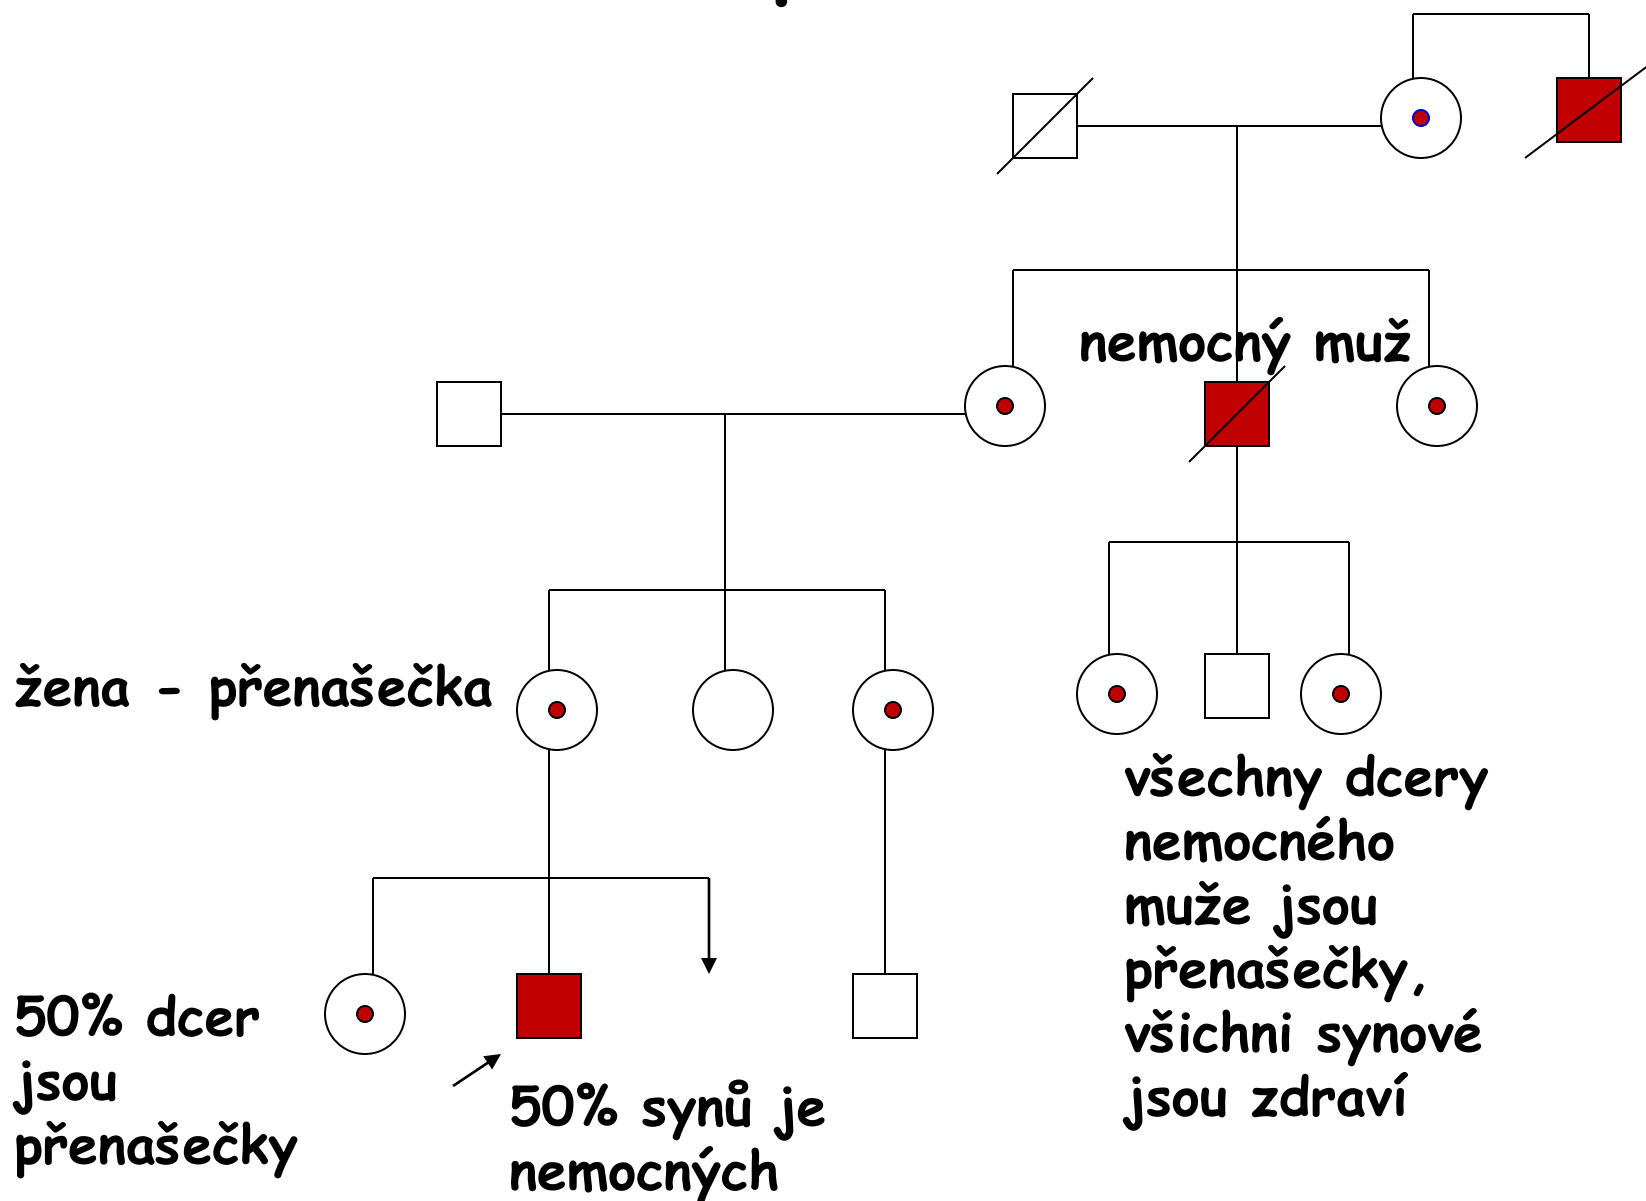 nemocný muž
žena - přenašečka
všechny dcery
nemocného
muže jsou
přenašečky,
všichni synové
jsou zdraví
50% dcer
jsou
přenašečky
50% synů je
nemocných